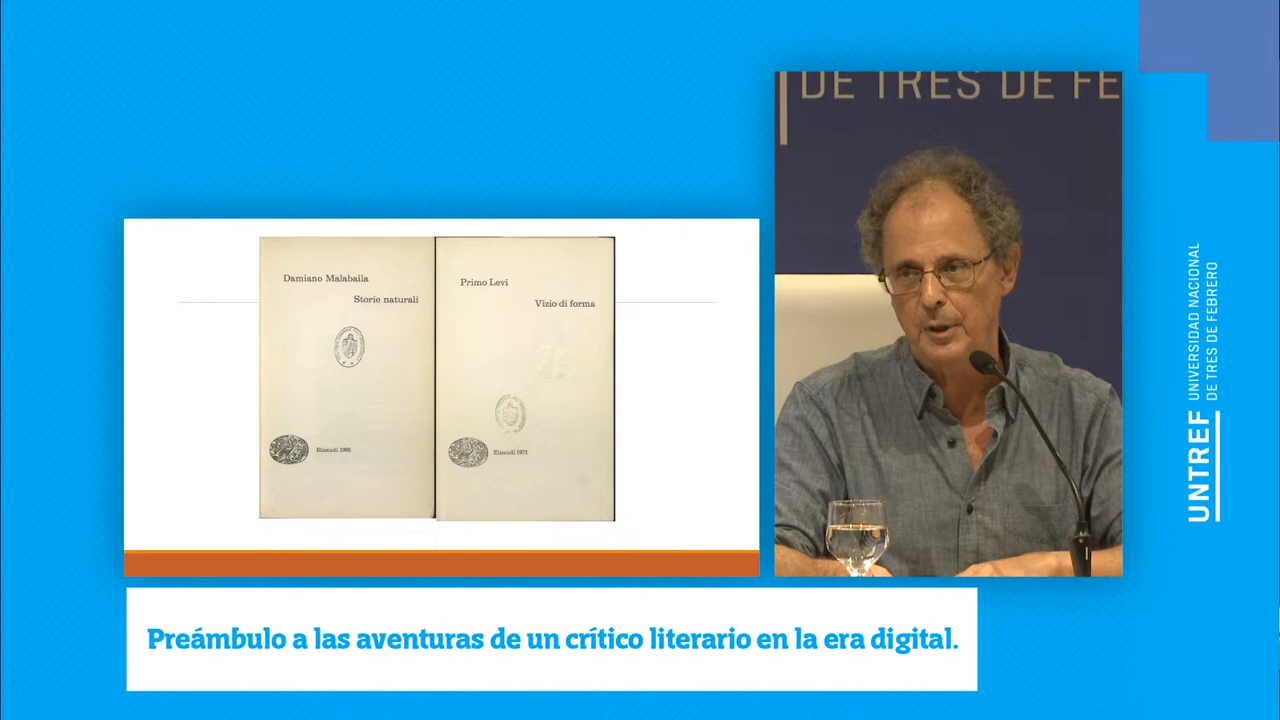 DE TRES DE FE
Damiano Malabaila
Storie naturali
Einaudi 1966
Primo Levi
Vizio di forma
Einaudi 1971
UNTREF
UNIVERSIDAD NACIONAL
DE TRES DE FEBRERO
Preámbulo a las aventuras de un crítico literario en la era digital.